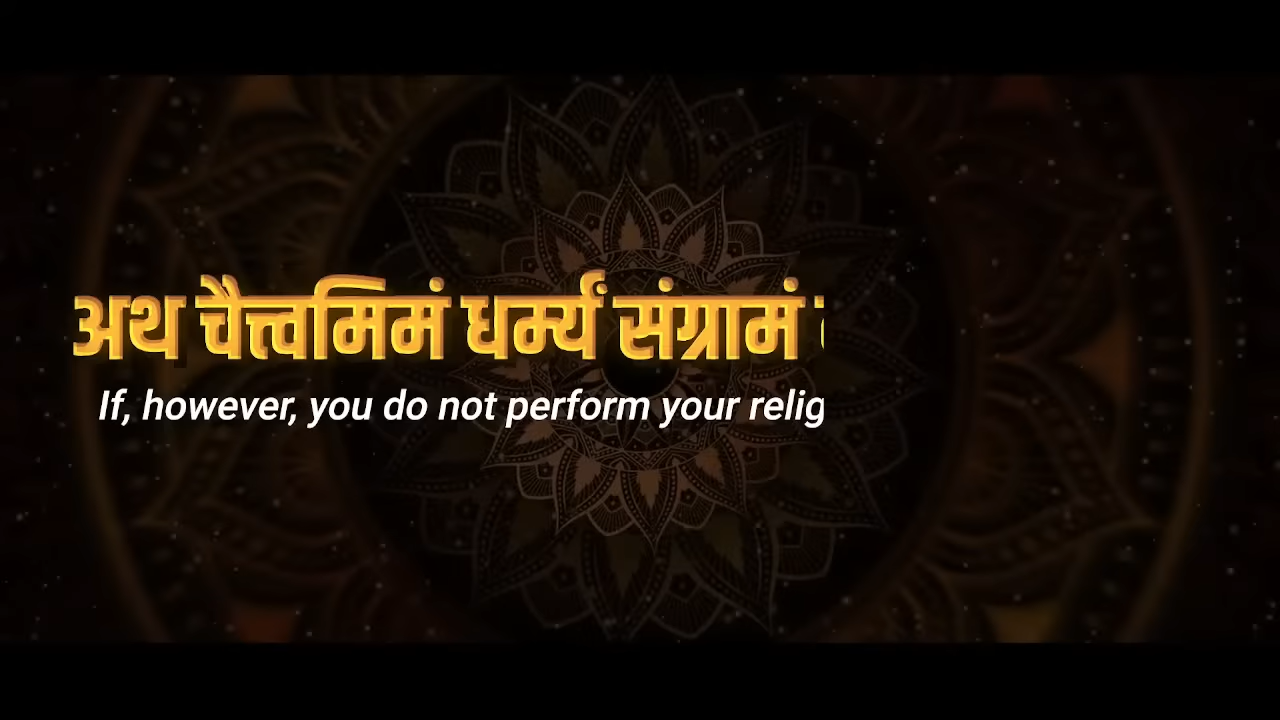 अथ चैत्त्वमिमं धर्म्यं संग्रामं
If, however, you do not perform your relig